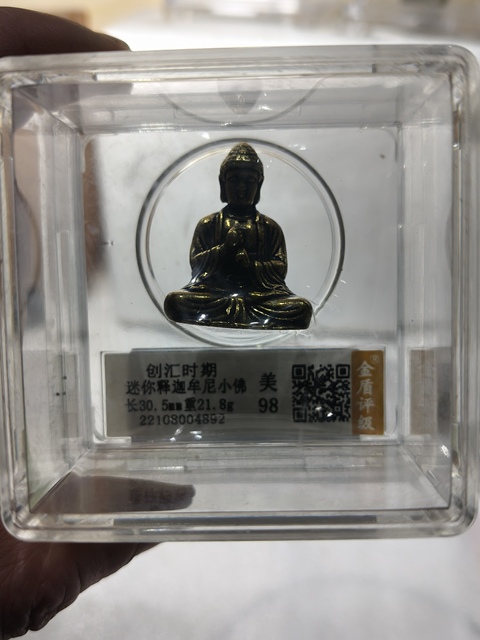 创汇时期
迷你释迦牟尼小佛
长30.5mm重21.8g
22103004892
美
98
金盾评级